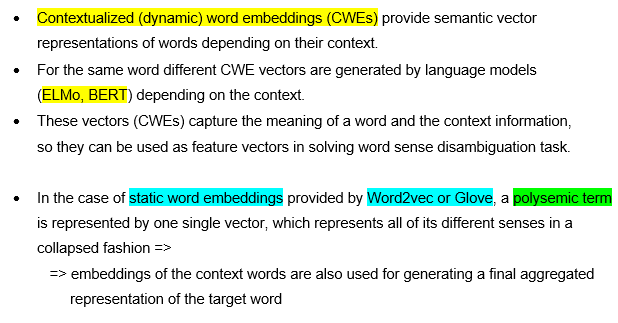 • Contextualized (dynamic) word embeddings (CWEs) provide semantic vector
representations of words depending on their context.
• For the same word different CWE vectors are generated by language models
(ELMo, BERT) depending on the context.
• These vectors (CWEs) capture the meaning of a word and the context information,
so they can be used as feature vectors in solving word sense disambiguation task.
• In the case of static word embeddings provided by Word2vec or Glove, a polysemic term
is represented by one single vector, which represents all of its different senses in a
collapsed fashion =>
=> embeddings of the context words are also used for generating a final aggregated
representation of the target word